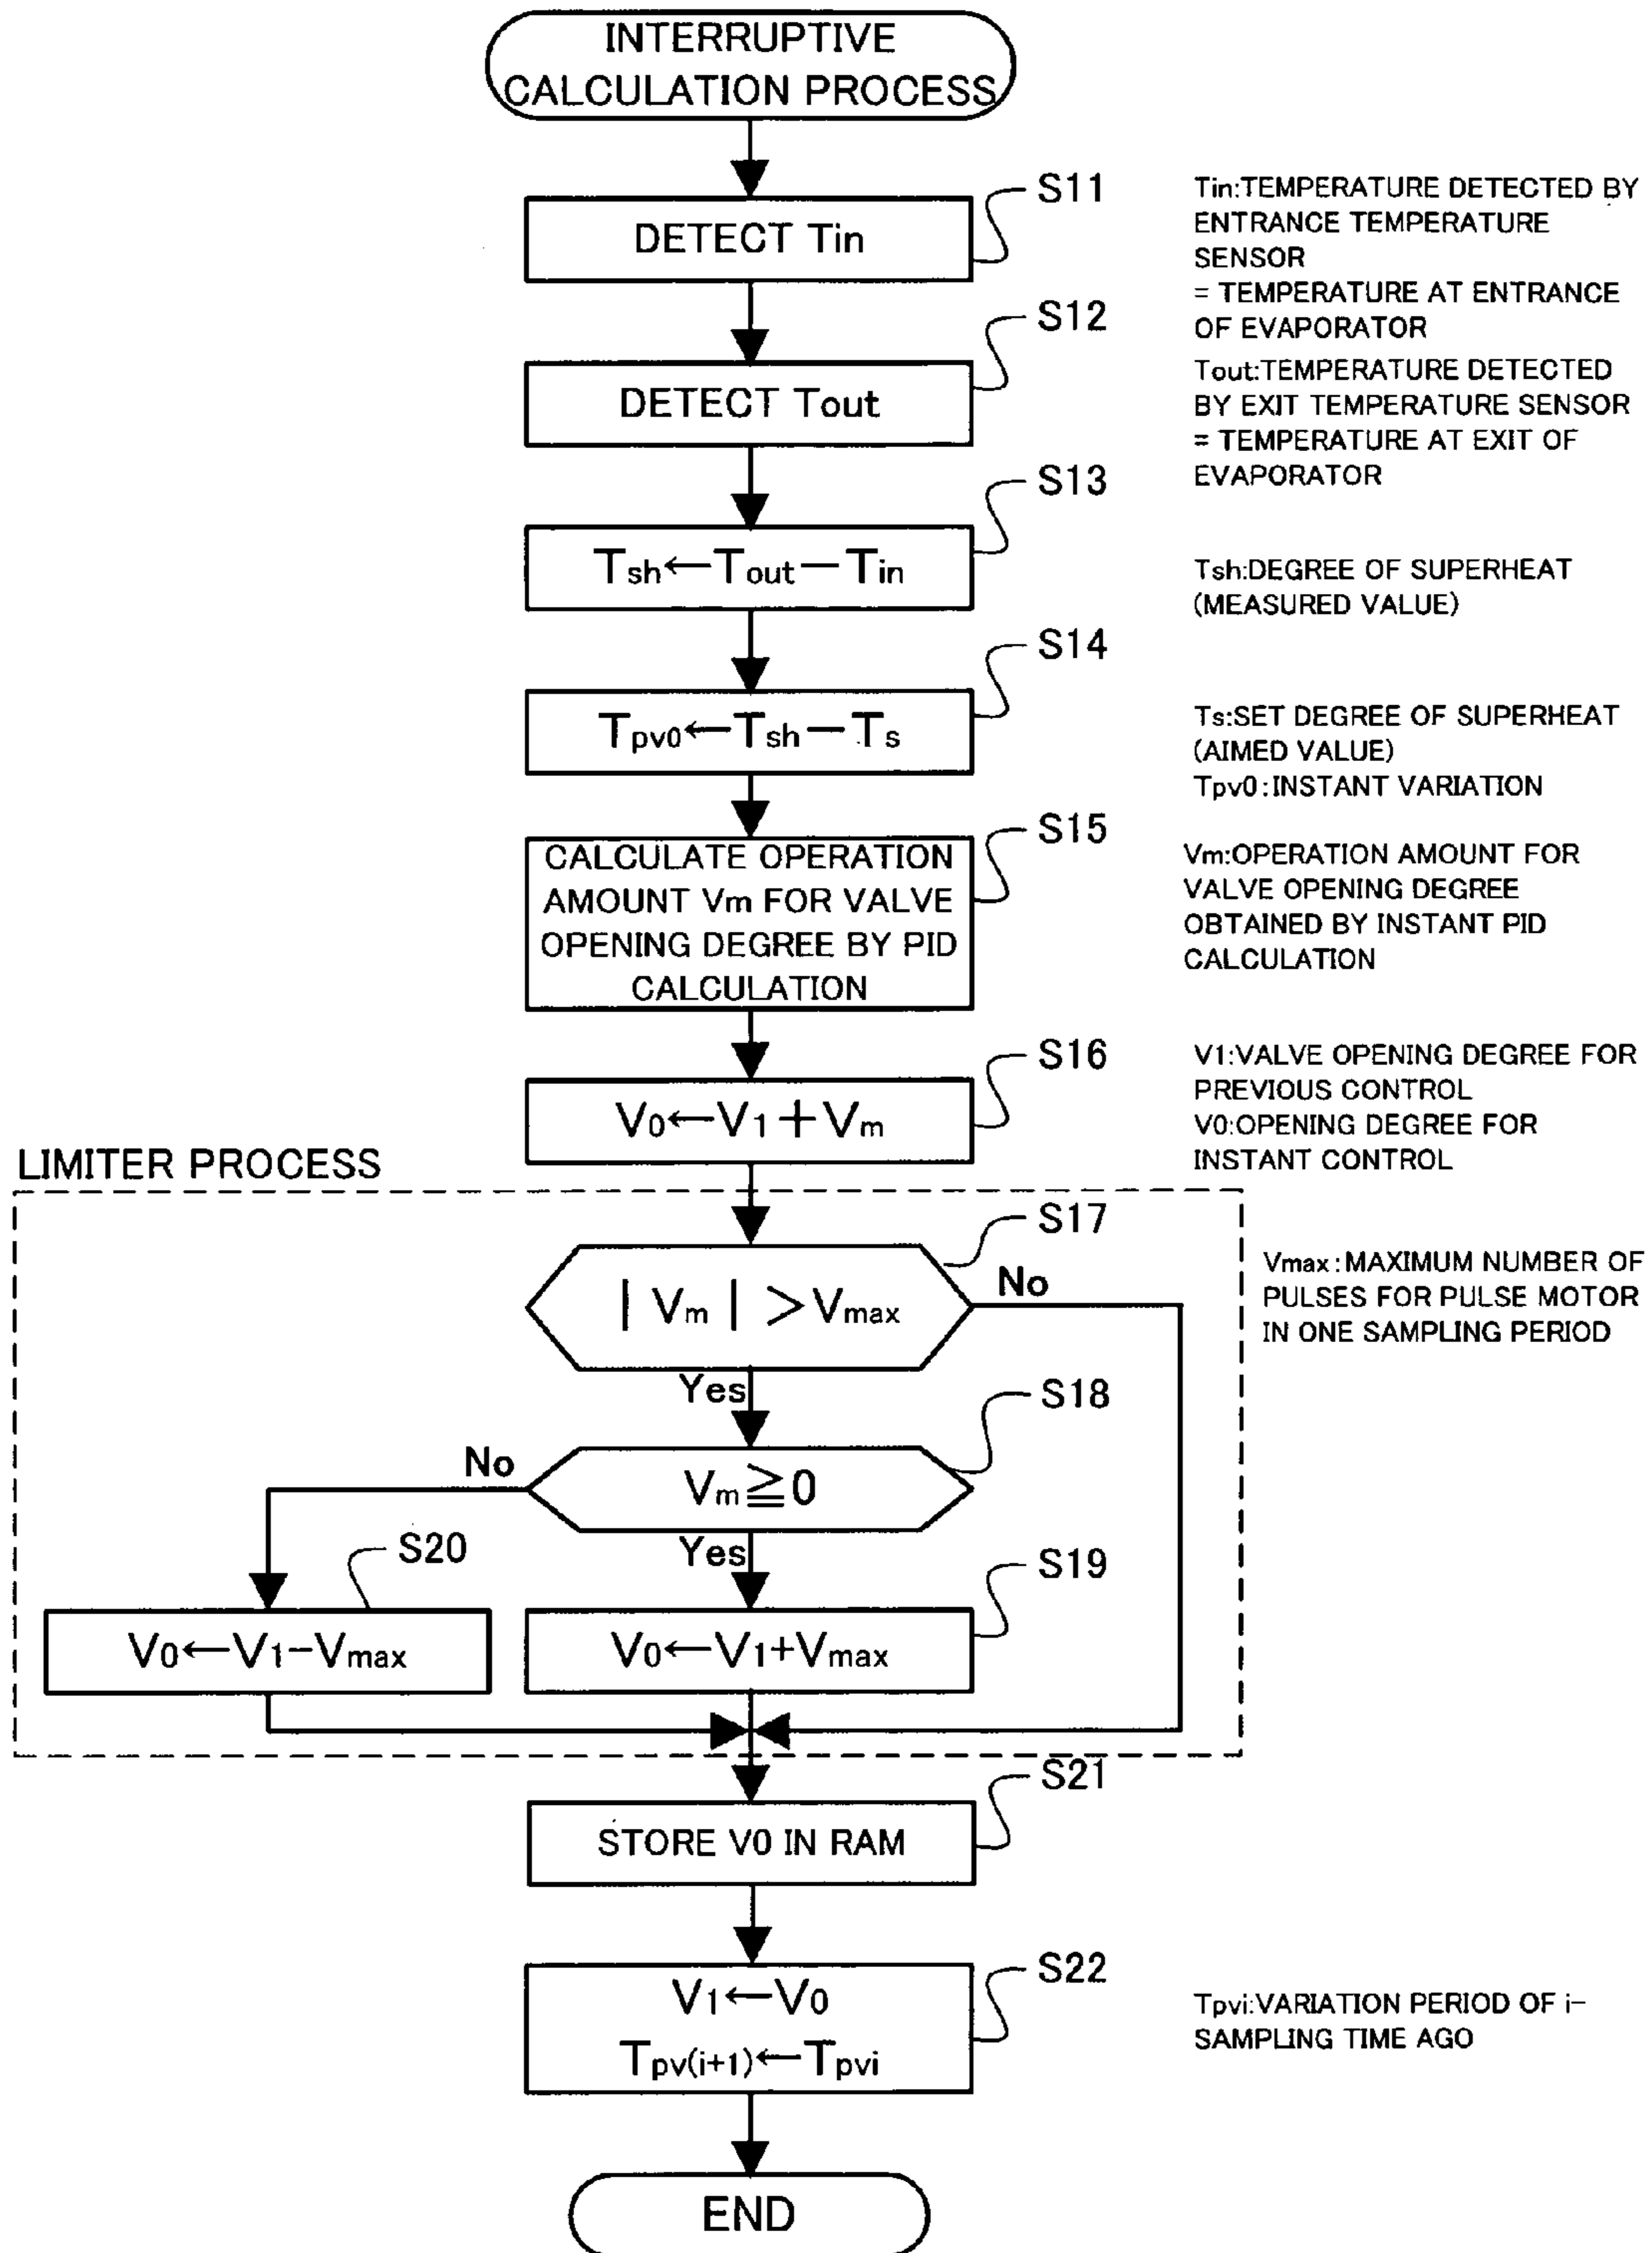 INTERRUPTIVE
CALCULATION PROCESS
S11
DETECT Tin
Tin:TEMPERATURE DETECTED BY
ENTRANCE TEMPERATURE
SENSOR
= TEMPERATURE AT ENTRANCE
OF EVAPORATOR
S12
DETECT Tout
Tout:TEMPERATURE DETECTED
BY EXIT TEMPERATURE SENSOR
= TEMPERATURE AT EXIT OF
EVAPORATOR
S13
Tsh←Tout−Tin
Tsh:DEGREE OF SUPERHEAT
(MEASURED VALUE)
S14
Tpv0←Tsh−Ts
Ts:SET DEGREE OF SUPERHEAT
(AIMED VALUE)
Tpv0:INSTANT VARIATION
S15
CALCULATE OPERATION
AMOUNT Vm FOR VALVE
OPENING DEGREE BY PID
CALCULATION
Vm:OPERATION AMOUNT FOR
VALVE OPENING DEGREE
OBTAINED BY INSTANT PID
CALCULATION
S16
V0←V1+Vm
V1:VALVE OPENING DEGREE FOR
PREVIOUS CONTROL
V0:OPENING DEGREE FOR
INSTANT CONTROL
LIMITER PROCESS
S17
| Vm | >Vmax
No
Vmax:MAXIMUM NUMBER OF
PULSES FOR PULSE MOTOR
IN ONE SAMPLING PERIOD
Yes
S18
Vm≧0
No
Yes
S20
V0←V1-Vmax
S19
V0←V1+Vmax
S21
STORE V0 IN RAM
S22
V1←V0
Tpv(i+1)←Tpvi
Tpvi:VARIATION PERIOD OF i-
SAMPLING TIME AGO
END